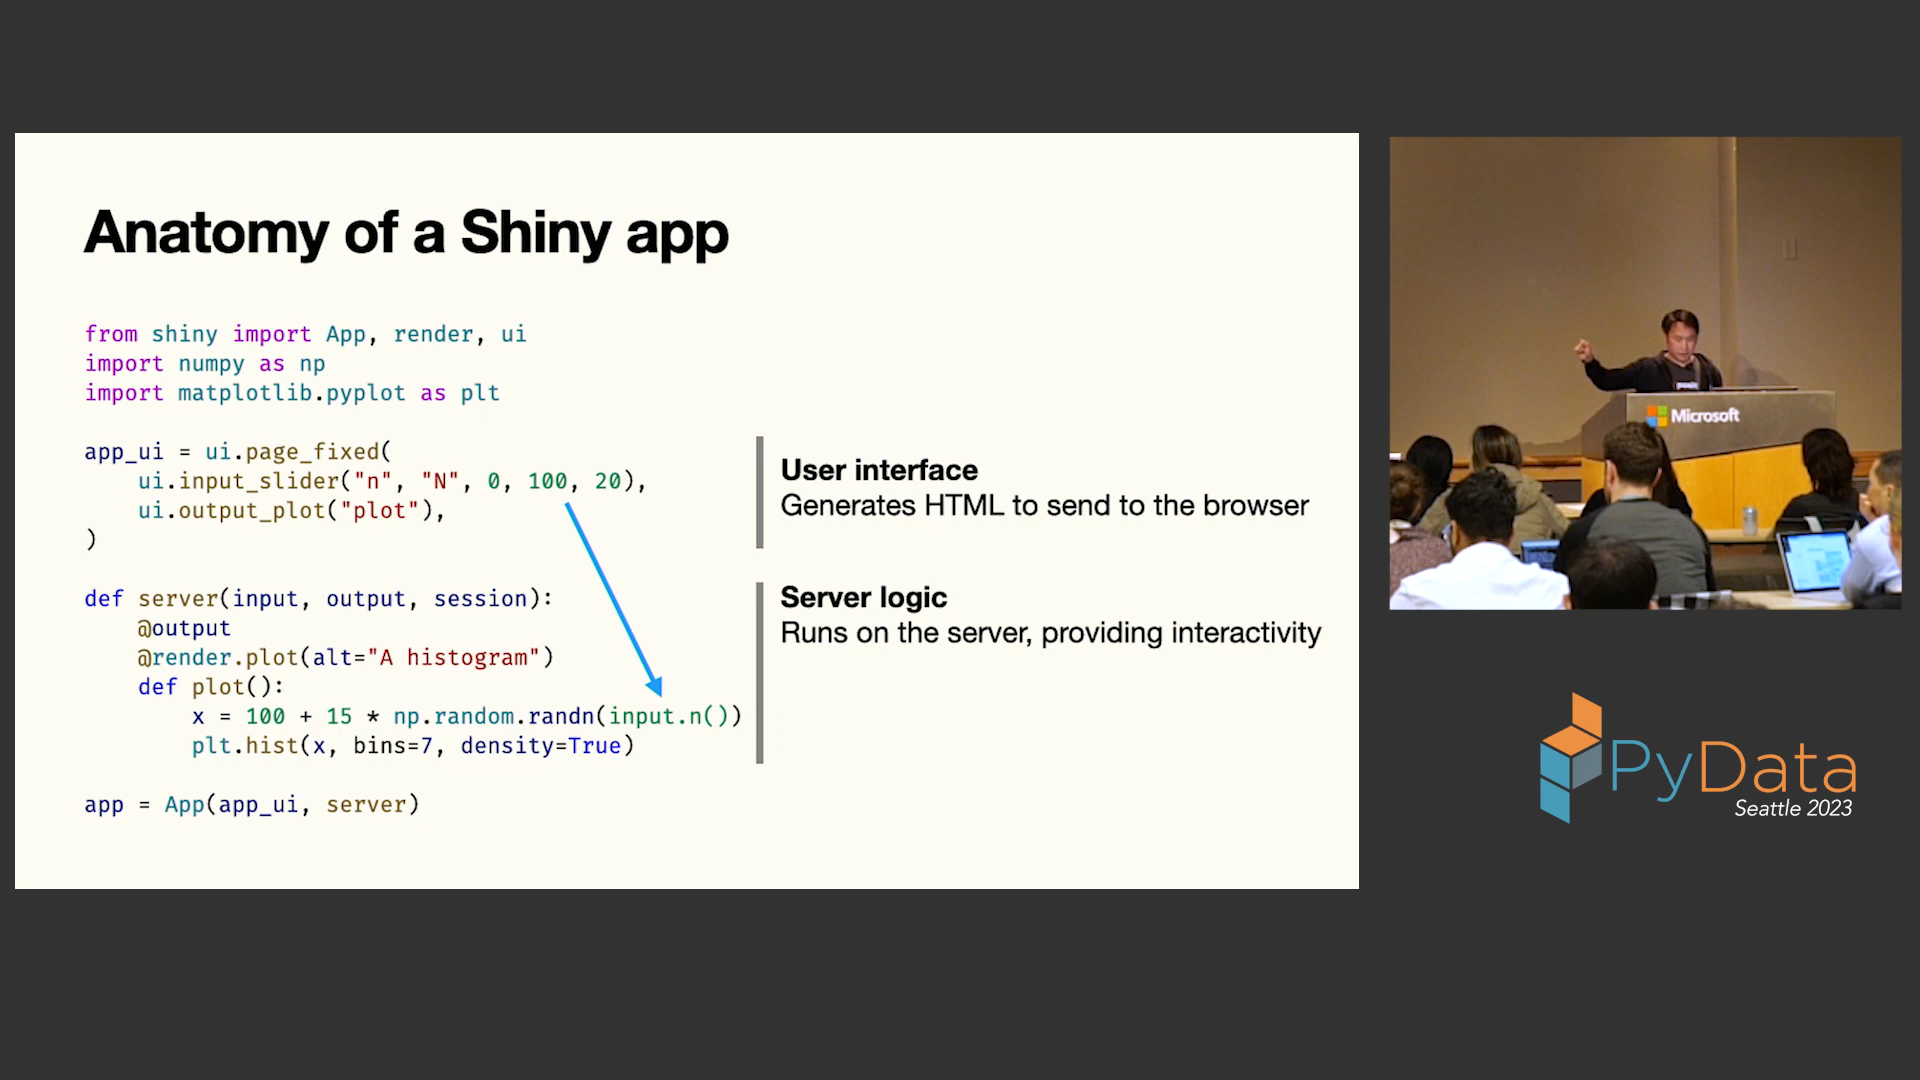 Anatomy of a Shiny app
from shiny import App, render, ui
import numpy as np
import matplotlib.pyplot as plt
app_ui = ui.page_fixed(
    ui.input_slider("n", "N", 0, 100, 20),
    ui.output_plot("plot"),
)
def server(input, output, session):
    @output
    @render.plot(alt="A histogram")
    def plot():
        x = 100 + 15 * np.random.randn(input.n())
        plt.hist(x, bins=7, density=True)
app = App(app_ui, server)
User interface
Generates HTML to send to the browser
Server logic
Runs on the server, providing interactivity
Microsoft
PyData
Seattle 2023